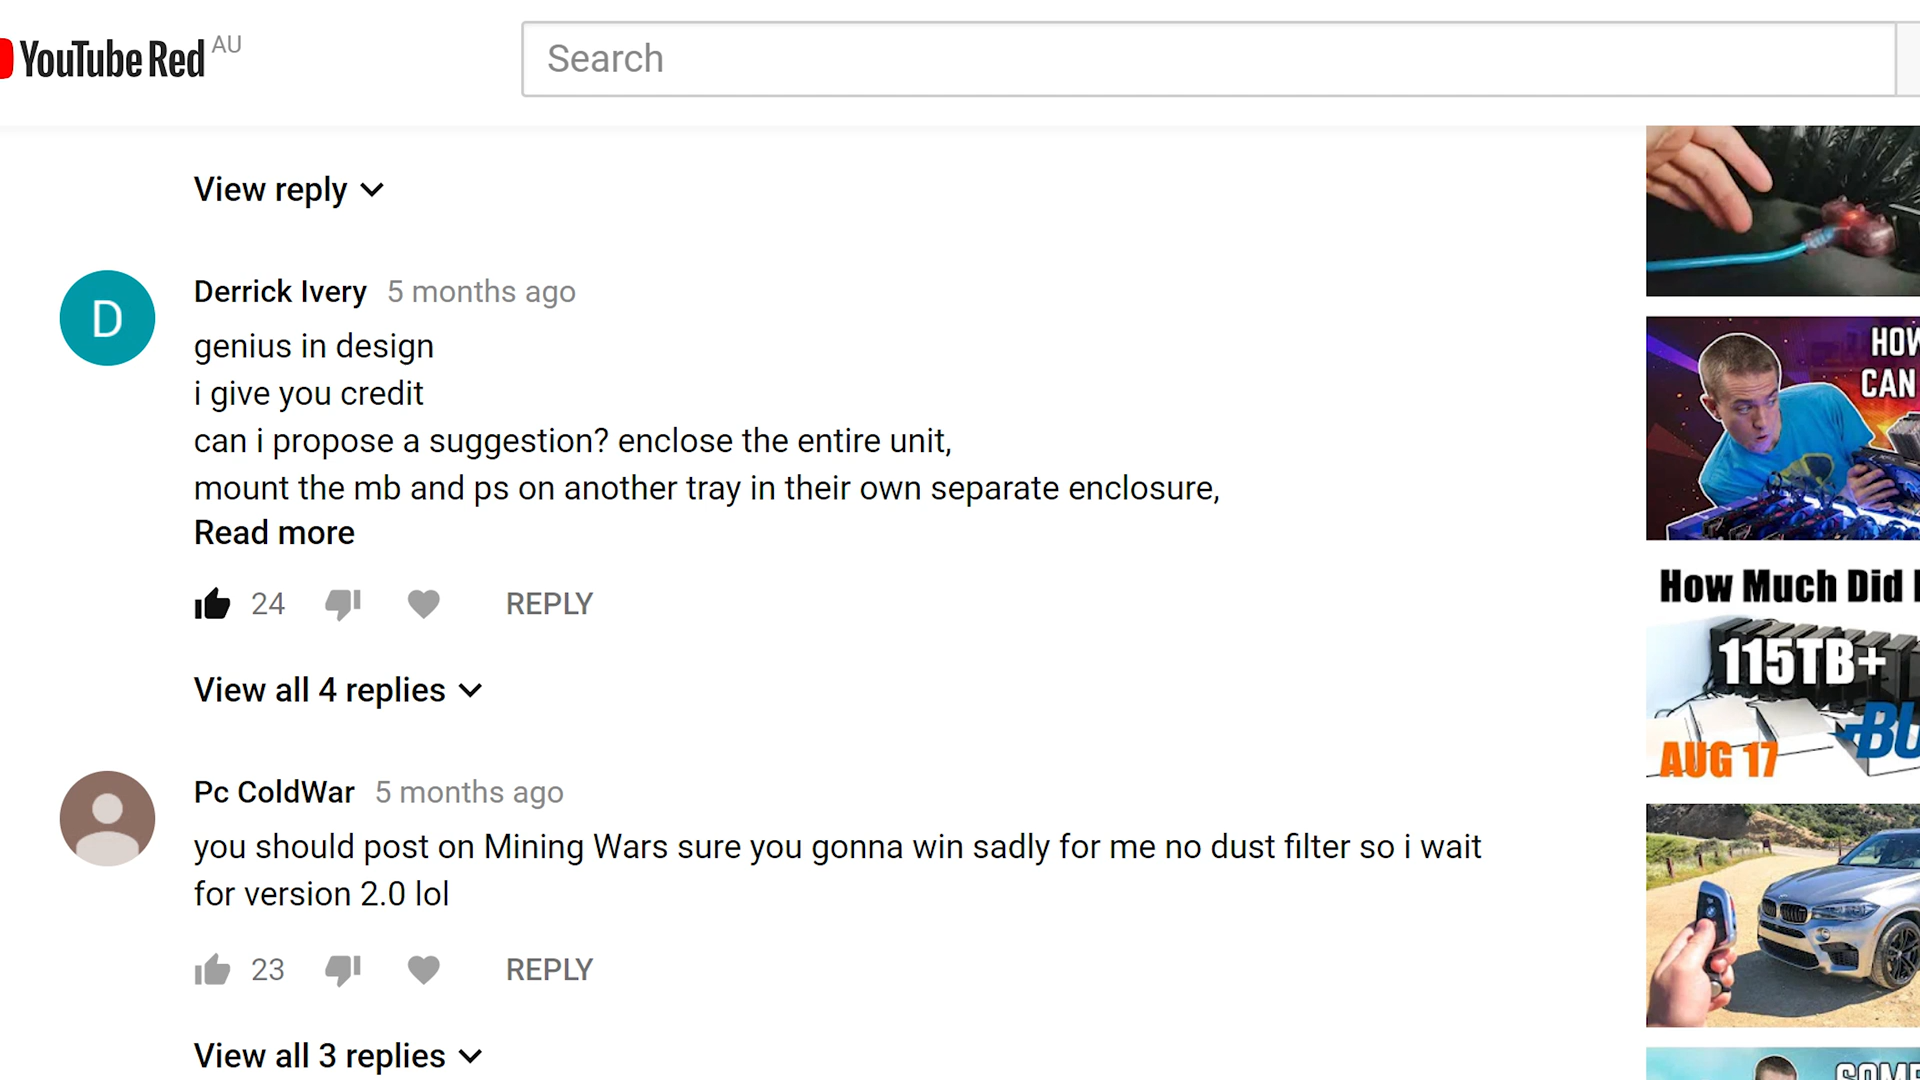 YouTube Red AU
Search
View reply
D
Derrick Ivery 5 months ago
genius in design
i give you credit
can i propose a suggestion? enclose the entire unit,
mount the mb and ps on another tray in their own separate enclosure,
Read more
24
REPLY
View all 4 replies
Pc ColdWar 5 months ago
you should post on Mining Wars sure you gonna win sadly for me no dust filter so i wait
for version 2.0 lol
23
REPLY
View all 3 replies
HOW
CAN
How Much Did
115TB+
BU
AUG 17
SOME